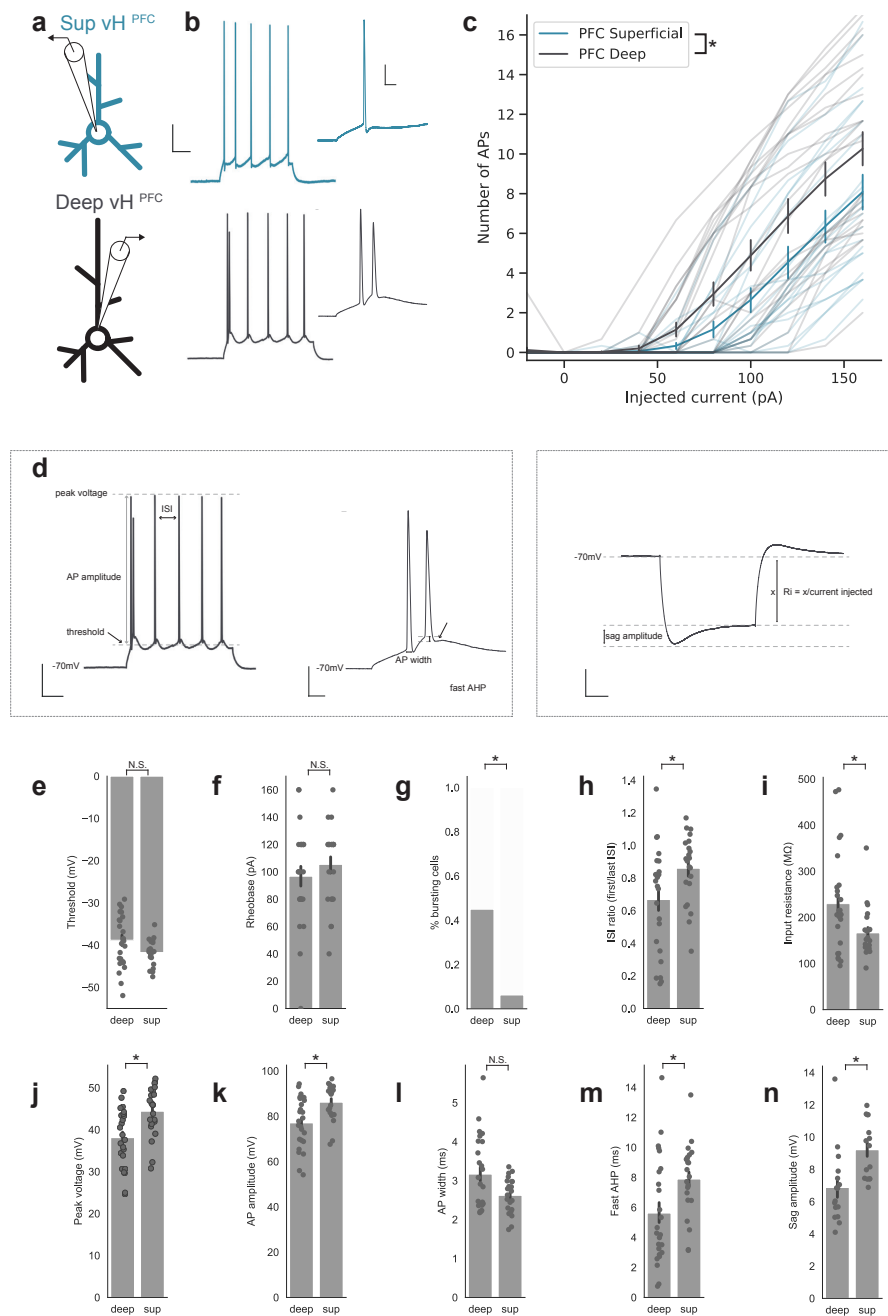 a
Sup vH PFC
Deep vH PFC
b
c
PFC Superficial
PFC Deep
*
Number of APs
16
14
12
10
8
6
4
2
0
0
50
100
150
Injected current (pA)
d
peak voltage
ISI
AP amplitude
threshold
-70mV
-70mV
AP width
fast AHP
-70mV
x
Ri = x/current injected
sag amplitude
e
N.S.
Threshold (mV)
0
−10
−20
−30
−40
−50
deep
sup
f
N.S.
Rheobase (pA)
160
140
120
100
80
60
40
20
0
deep
sup
g
*
% bursting cells
1.0
0.8
0.6
0.4
0.2
0.0
deep
sup
h
*
ISI ratio (first/last ISI)
1.4
1.2
1.0
0.8
0.6
0.4
0.2
0.0
deep
sup
i
*
Input resistance (MΩ)
500
400
300
200
100
0
deep
sup
j
*
Peak voltage (mV)
50
40
30
20
10
0
deep
sup
k
*
AP amplitude (mV)
100
80
60
40
20
0
deep
sup
l
N.S.
AP width (ms)
6
5
4
3
2
1
0
deep
sup
m
*
Fast AHP (ms)
14
12
10
8
6
4
2
0
deep
sup
n
*
Sag amplitude (mV)
14
12
10
8
6
4
2
0
deep
sup